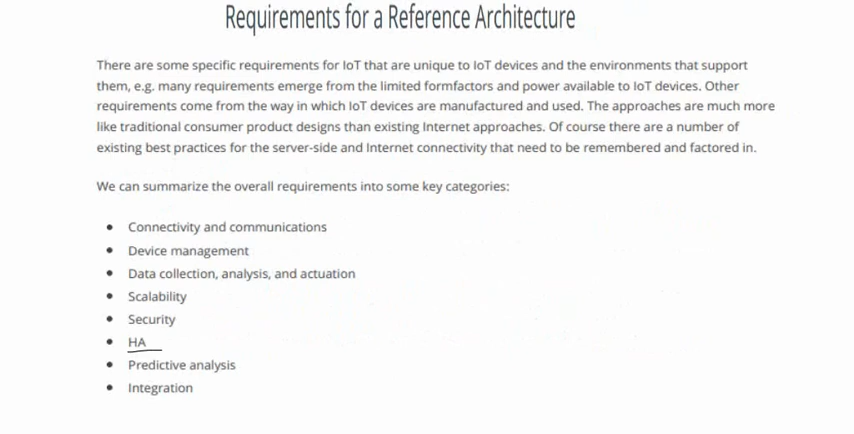 Requirements for a Reference Architecture
There are some specific requirements for IoT that are unique to IoT devices and the environments that support
them, e.g. many requirements emerge from the limited formfactors and power available to IoT devices. Other
requirements come from the way in which IoT devices are manufactured and used. The approaches are much more
like traditional consumer product designs than existing Internet approaches. Of course there are a number of
existing best practices for the server-side and Internet connectivity that need to be remembered and factored in.
We can summarize the overall requirements into some key categories:
• Connectivity and communications
• Device management
• Data collection, analysis, and actuation
• Scalability
• Security
• HA
• Predictive analysis
• Integration